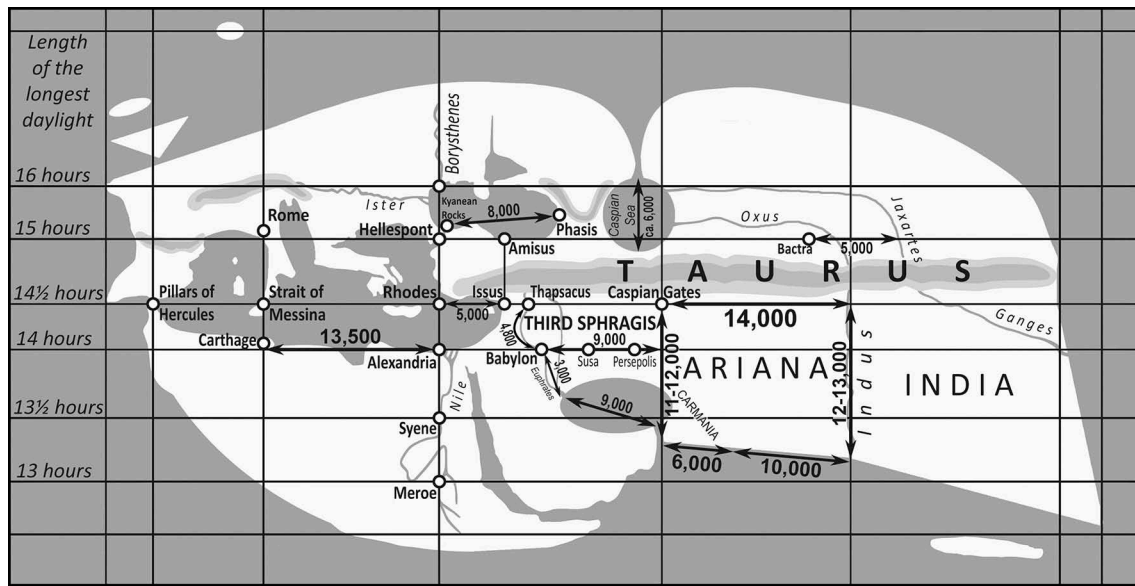 Length
of the
longest
daylight
16 hours
15 hours
14½ hours
14 hours
13½ hours
13 hours
Borysthenes
Ister
Kyanean
Rocks
8,000
Phasis
Caspian
Sea
ca. 6,000
Oxus
Jaxartes
Rome
Hellespont
Amisus
Bactra
5,000
TAURUS
Pillars of
Hercules
Strait of
Messina
Rhodes
Issus
5,000
Thapsacus
Caspian Gates
14,000
Ganges
Carthage
13,500
Alexandria
4,800
THIRD SPHRAGIS
9,000
Babylon
Susa
Persepolis
11-12,000
ARIANA
12-13,000
Indus
INDIA
Nile
Euphrates
3,000
9,000
CARMANIA
Syene
6,000
10,000
Meroe